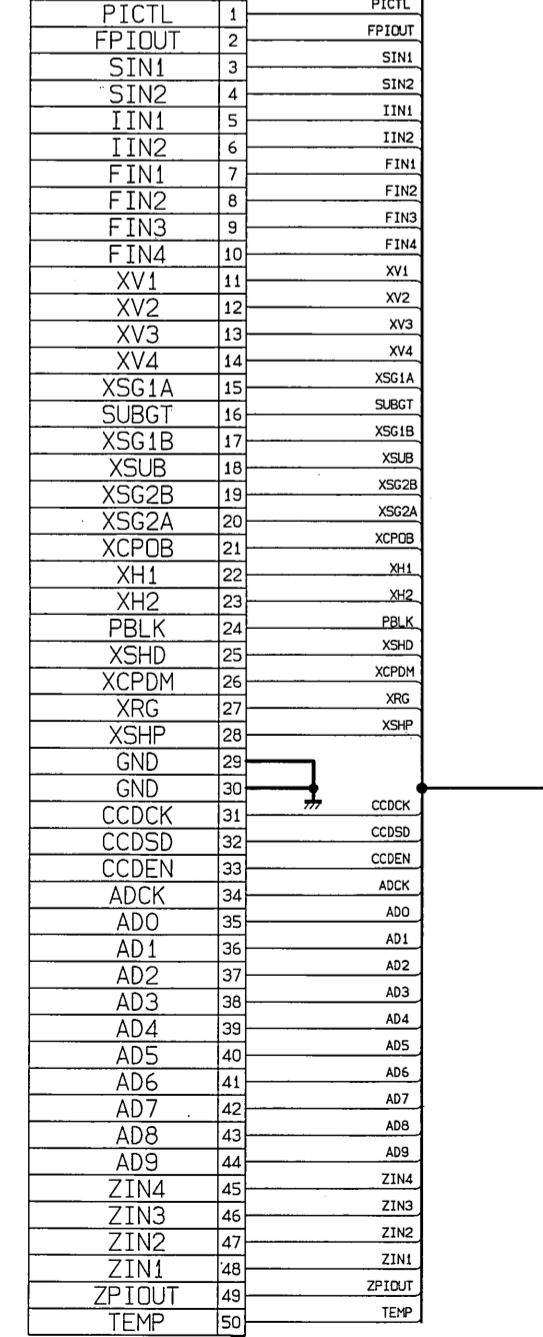 PICTL 1 PICTL
FPIOUT 2 FPIOUT
SIN1 3 SIN1
SIN2 4 SIN2
IIN1 5 IIN1
IIN2 6 IIN2
FIN1 7 FIN1
FIN2 8 FIN2
FIN3 9 FIN3
FIN4 10 FIN4
XV1 11 XV1
XV2 12 XV2
XV3 13 XV3
XV4 14 XV4
XSG1A 15 XSG1A
SUBGT 16 SUBGT
XSG1B 17 XSG1B
XSUB 18 XSUB
XSG2B 19 XSG2B
XSG2A 20 XSG2A
XCPOB 21 XCPOB
XH1 22 XH1
XH2 23 XH2
PBLK 24 PBLK
XSHD 25 XSHD
XCPDM 26 XCPDM
XRG 27 XRG
XSHP 28 XSHP
GND 29
GND 30
CCDCK 31 CCDCK
CCDSD 32 CCDSD
CCDEN 33 CCDEN
ADCK 34 ADCK
AD0 35 AD0
AD1 36 AD1
AD2 37 AD2
AD3 38 AD3
AD4 39 AD4
AD5 40 AD5
AD6 41 AD6
AD7 42 AD7
AD8 43 AD8
AD9 44 AD9
ZIN4 45 ZIN4
ZIN3 46 ZIN3
ZIN2 47 ZIN2
ZIN1 48 ZIN1
ZPIOUT 49 ZPIOUT
TEMP 50 TEMP